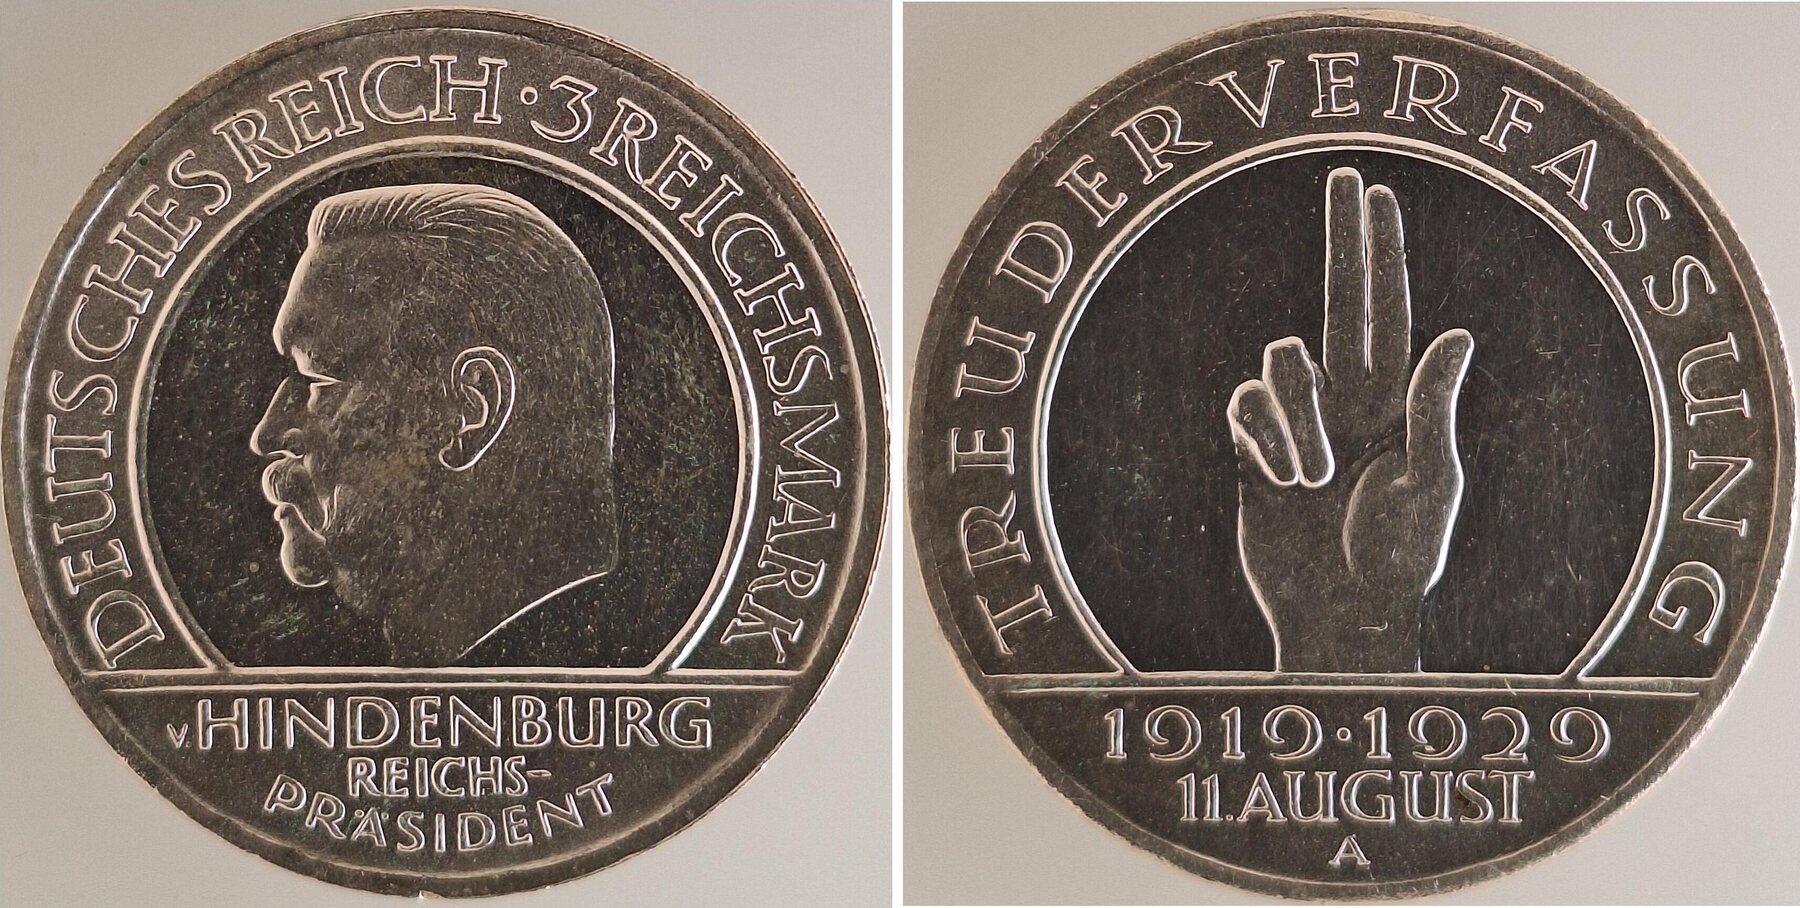 DEUTSCHES REICH · 3 REICHSMARK
v. HINDENBURG
REICHS-
PRÄSIDENT
TREU DER VERFASSUNG
1919 · 1929
11. AUGUST
A